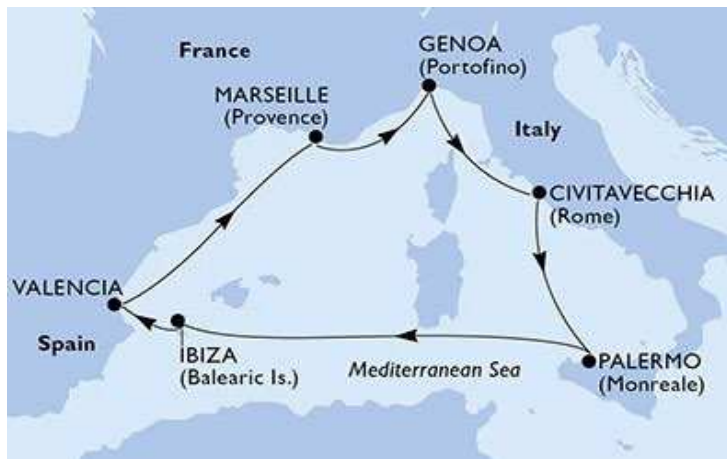 France
GENOA
(Portofino)
MARSEILLE
(Provence)
Italy
CIVITAVECCHIA
(Rome)
VALENCIA
Spain
IBIZA
(Balearic Is.)
Mediterranean Sea
PALERMO
(Monreale)